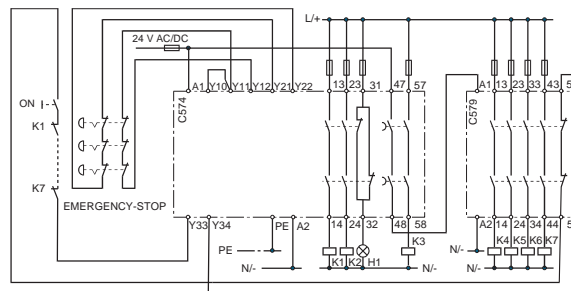 L/+
24 V AC/DC
A1 Y10 Y11 Y12 Y21 Y22 13 23 31 47 57 A1 13 23 33 43 5
C574 C579
ON
K1
K7
EMERGENCY-STOP
Y33 Y34 PE A2 14 24 32 48 58 A2 14 24 34 44 5
K1 K2 H1 K3 K4 K5 K6 K7
PE N/-
N/- N/- N/-